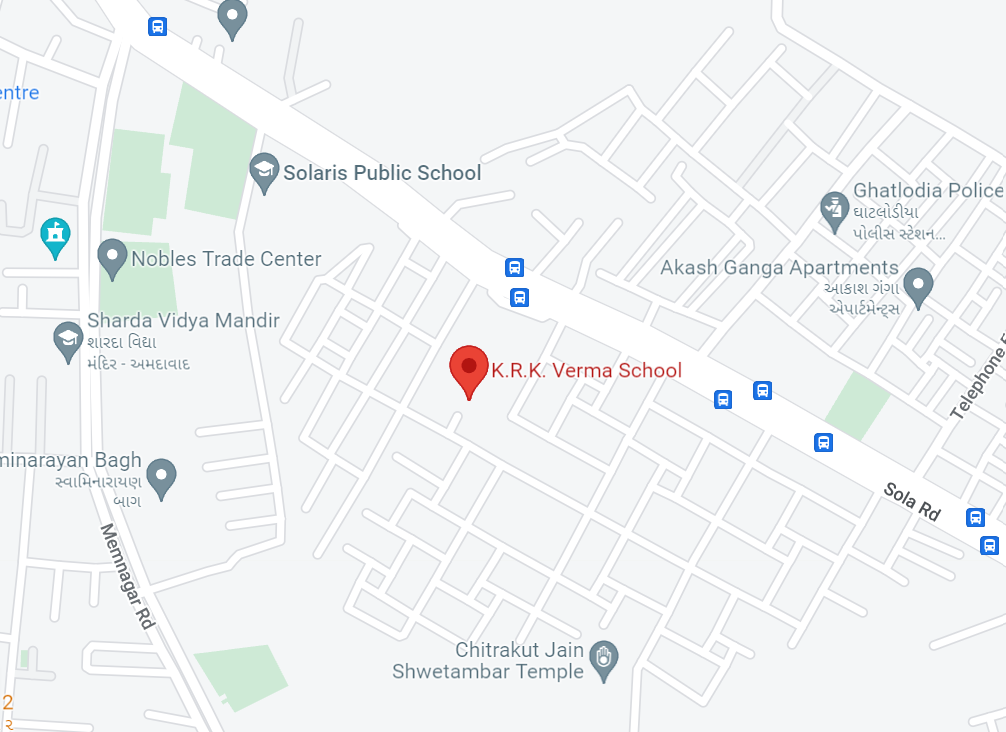 entre
Solaris Public School
Nobles Trade Center
Sharda Vidya Mandir
શારદા વિદ્યા
મંદિર - અમદાવાદ
Ghatlodia Police
ઘાટલોડીયા
પોલીસ સ્ટેશન...
Akash Ganga Apartments
આકાશ ગંગા
એપાર્ટમેન્ટ્સ
K.R.K. Verma School
Telephone E
minarayan Bagh
સ્વામિનારાયણ
બાગ
Sola Rd
Memnagar Rd
Chitrakut Jain
Shwetambar Temple
2
ર